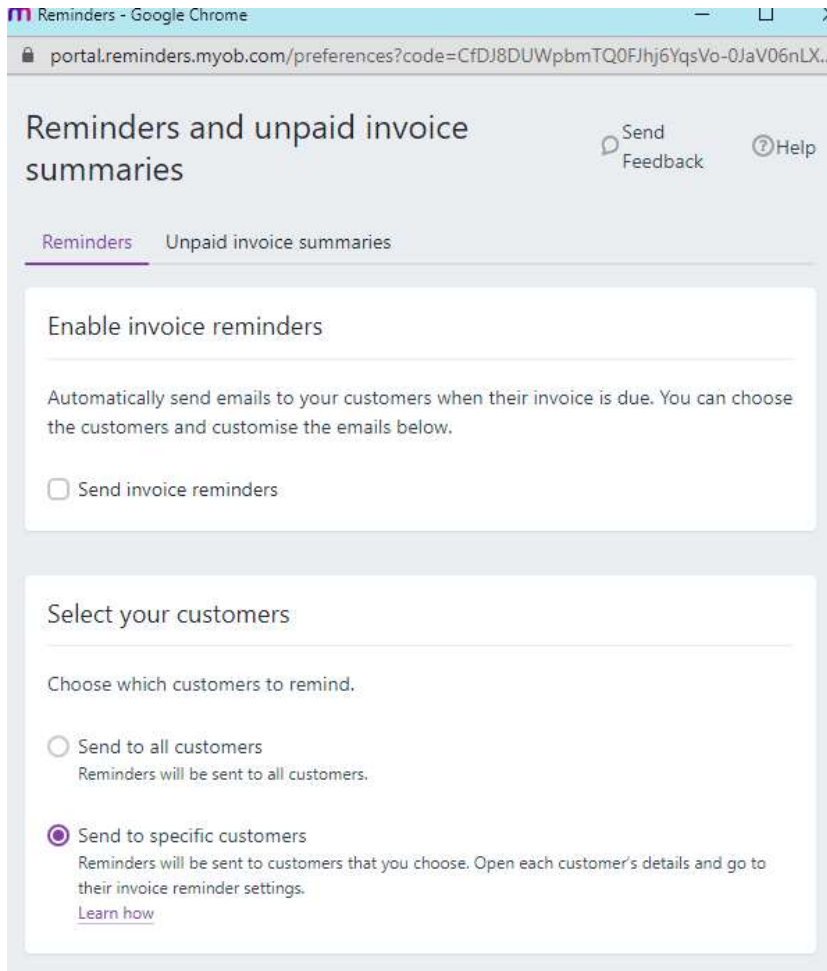 Reminders - Google Chrome
portal.reminders.myob.com/preferences?code=CfDJ8DUWpbmTQ0FJhj6YqsVo-0JaV06nLX...
Reminders and unpaid invoice
summaries
Send
Feedback
Help
Reminders Unpaid invoice summaries
Enable invoice reminders
Automatically send emails to your customers when their invoice is due. You can choose
the customers and customise the emails below.
Send invoice reminders
Select your customers
Choose which customers to remind.
Send to all customers
Reminders will be sent to all customers.
Send to specific customers
Reminders will be sent to customers that you choose. Open each customer's details and go to
their invoice reminder settings.
Learn how